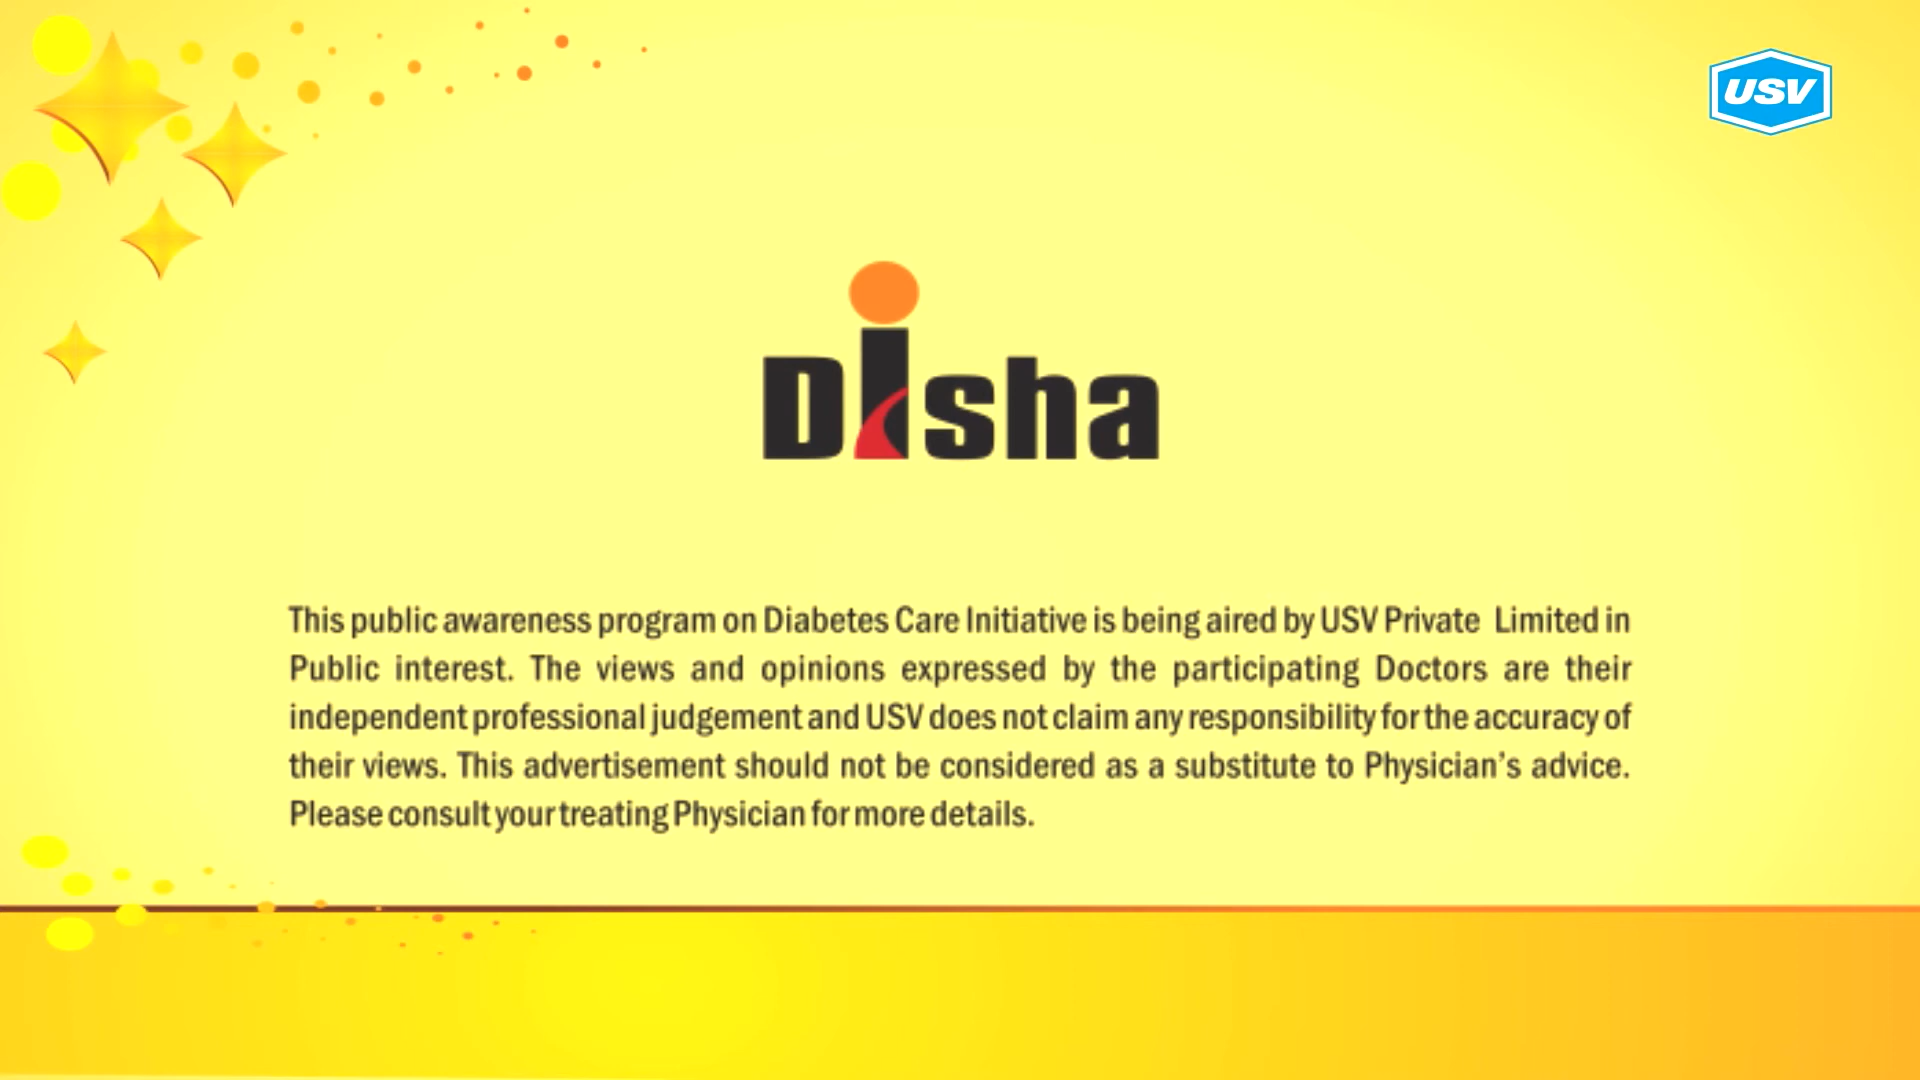 USV
Disha
This public awareness program on Diabetes Care Initiative is being aired by USV Private Limited in
Public interest. The views and opinions expressed by the participating Doctors are their
independent professional judgement and USV does not claim any responsibility for the accuracy of
their views. This advertisement should not be considered as a substitute to Physician’s advice.
Please consult your treating Physician for more details.